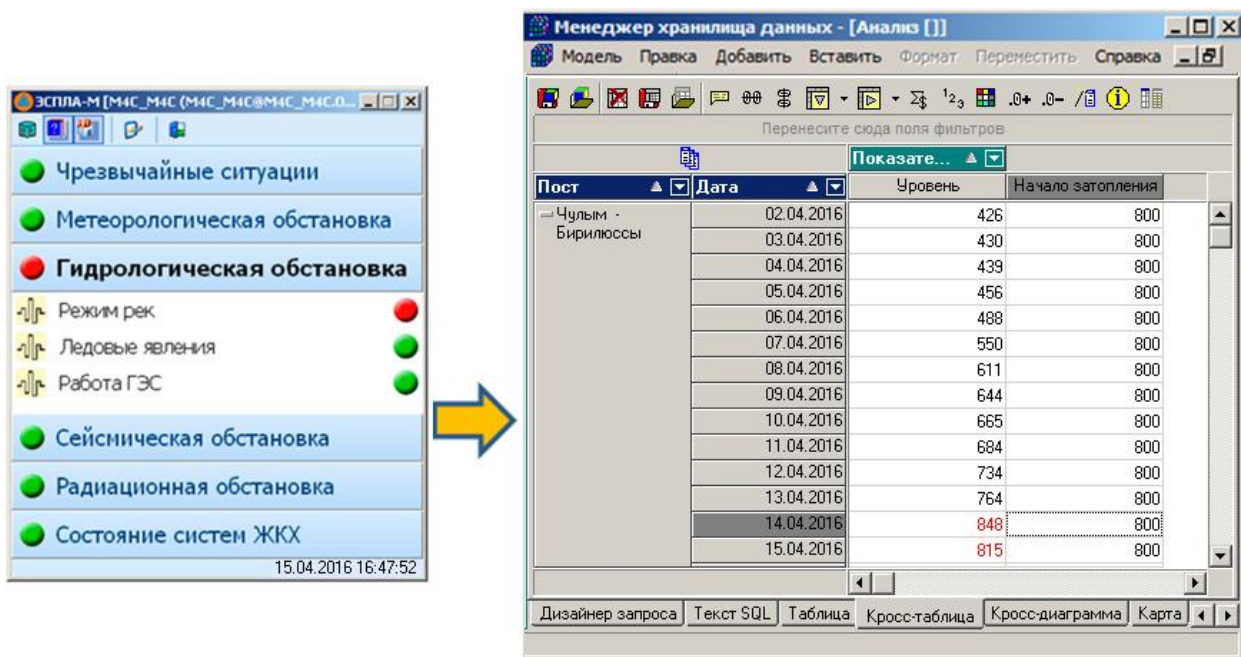 ЭСПЛА-М [М4С_М4С (М4С_М4С@М4С_М4С.0...
Чрезвычайные ситуации
Метеорологическая обстановка
Гидрологическая обстановка
Режим рек
Ледовые явления
Работа ГЭС
Сейсмическая обстановка
Радиационная обстановка
Состояние систем ЖКХ
15.04.2016 16:47:52
Менеджер хранилища данных - [Анализ []]
Модель Правка Добавить Вставить Формат Переместить Справка
Перенесите сюда поля фильтров
Показате...
Пост Дата Уровень Начало затопления
Чулым - 02.04.2016 426 800
Бирилюссы 03.04.2016 430 800
04.04.2016 439 800
05.04.2016 456 800
06.04.2016 488 800
07.04.2016 550 800
08.04.2016 611 800
09.04.2016 644 800
10.04.2016 665 800
11.04.2016 684 800
12.04.2016 734 800
13.04.2016 764 800
14.04.2016 848 800
15.04.2016 815 800
Дизайнер запроса Текст SQL Таблица Кросс-таблица Кросс-диаграмма Карта